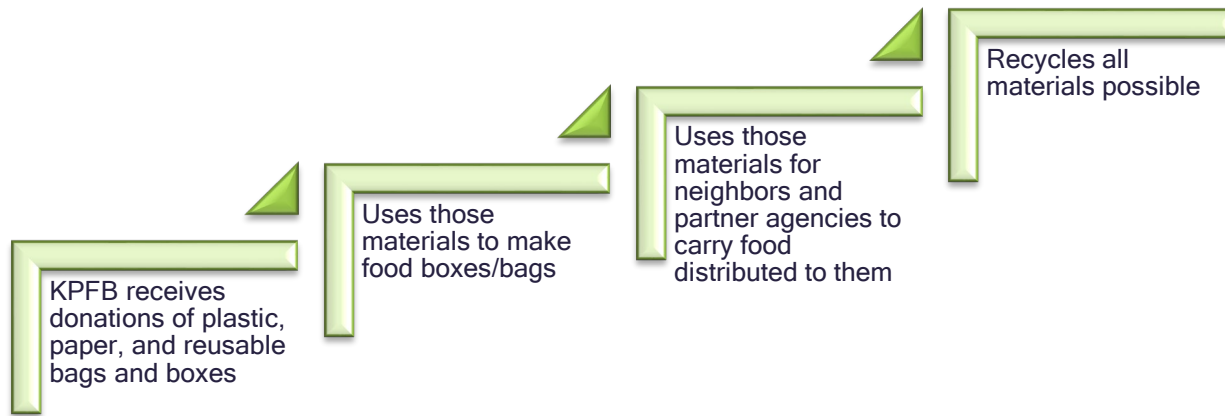 KPFB receives
donations of plastic,
paper, and reusable
bags and boxes
Uses those
materials to make
food boxes/bags
Uses those
materials for
neighbors and
partner agencies to
carry food
distributed to them
Recycles all
materials possible